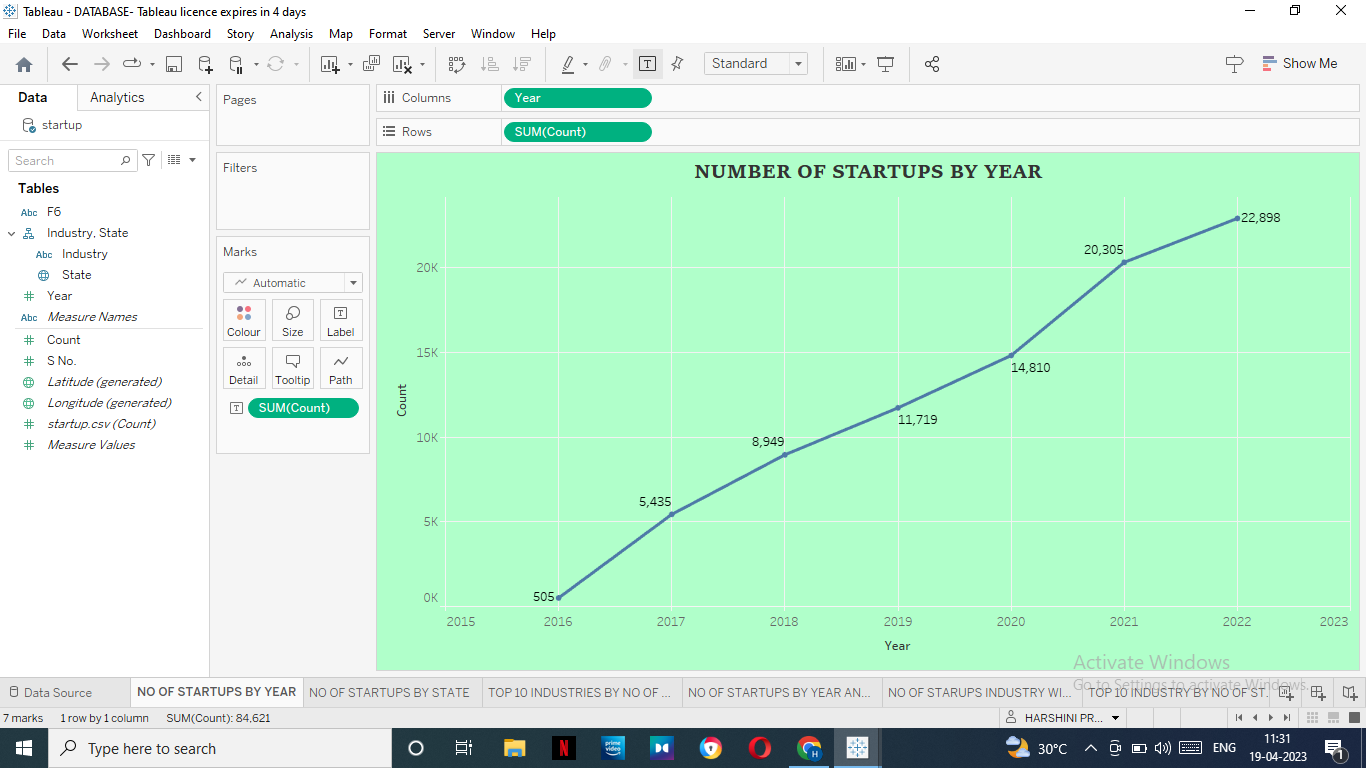 Tableau - DATABASE- Tableau licence expires in 4 days
File Data Worksheet Dashboard Story Analysis Map Format Server Window Help
Standard
Show Me
Data Analytics
startup
Search
Tables
Abc F6
Industry, State
Abc Industry
State
Year
Abc Measure Names
Count
S No.
Latitude (generated)
Longitude (generated)
startup.csv (Count)
Measure Values
Pages
Filters
Marks
Automatic
Colour Size Label
Detail Tooltip Path
SUM(Count)
Columns Year
Rows SUM(Count)
NUMBER OF STARTUPS BY YEAR
22,898
20,305
20K
15K
14,810
11,719
Count
10K
8,949
5,435
5K
0K
505
2015 2016 2017 2018 2019 2020 2021 2022 2023
Year
Activate Windows
Go to Settings to activate Windows.
Data Source NO OF STARTUPS BY YEAR NO OF STARTUPS BY STATE TOP 10 INDUSTRIES BY NO OF ... NO OF STARTUPS BY YEAR AN... NO OF STARUPS INDUSTRY WI... TOP 10 INDUSTRY BY NO OF ST..
7 marks 1 row by 1 column SUM(Count): 84,621
HARSHINI PR...
Type here to search
N
prime video
H
30°C
ENG
11:31
19-04-2023
1